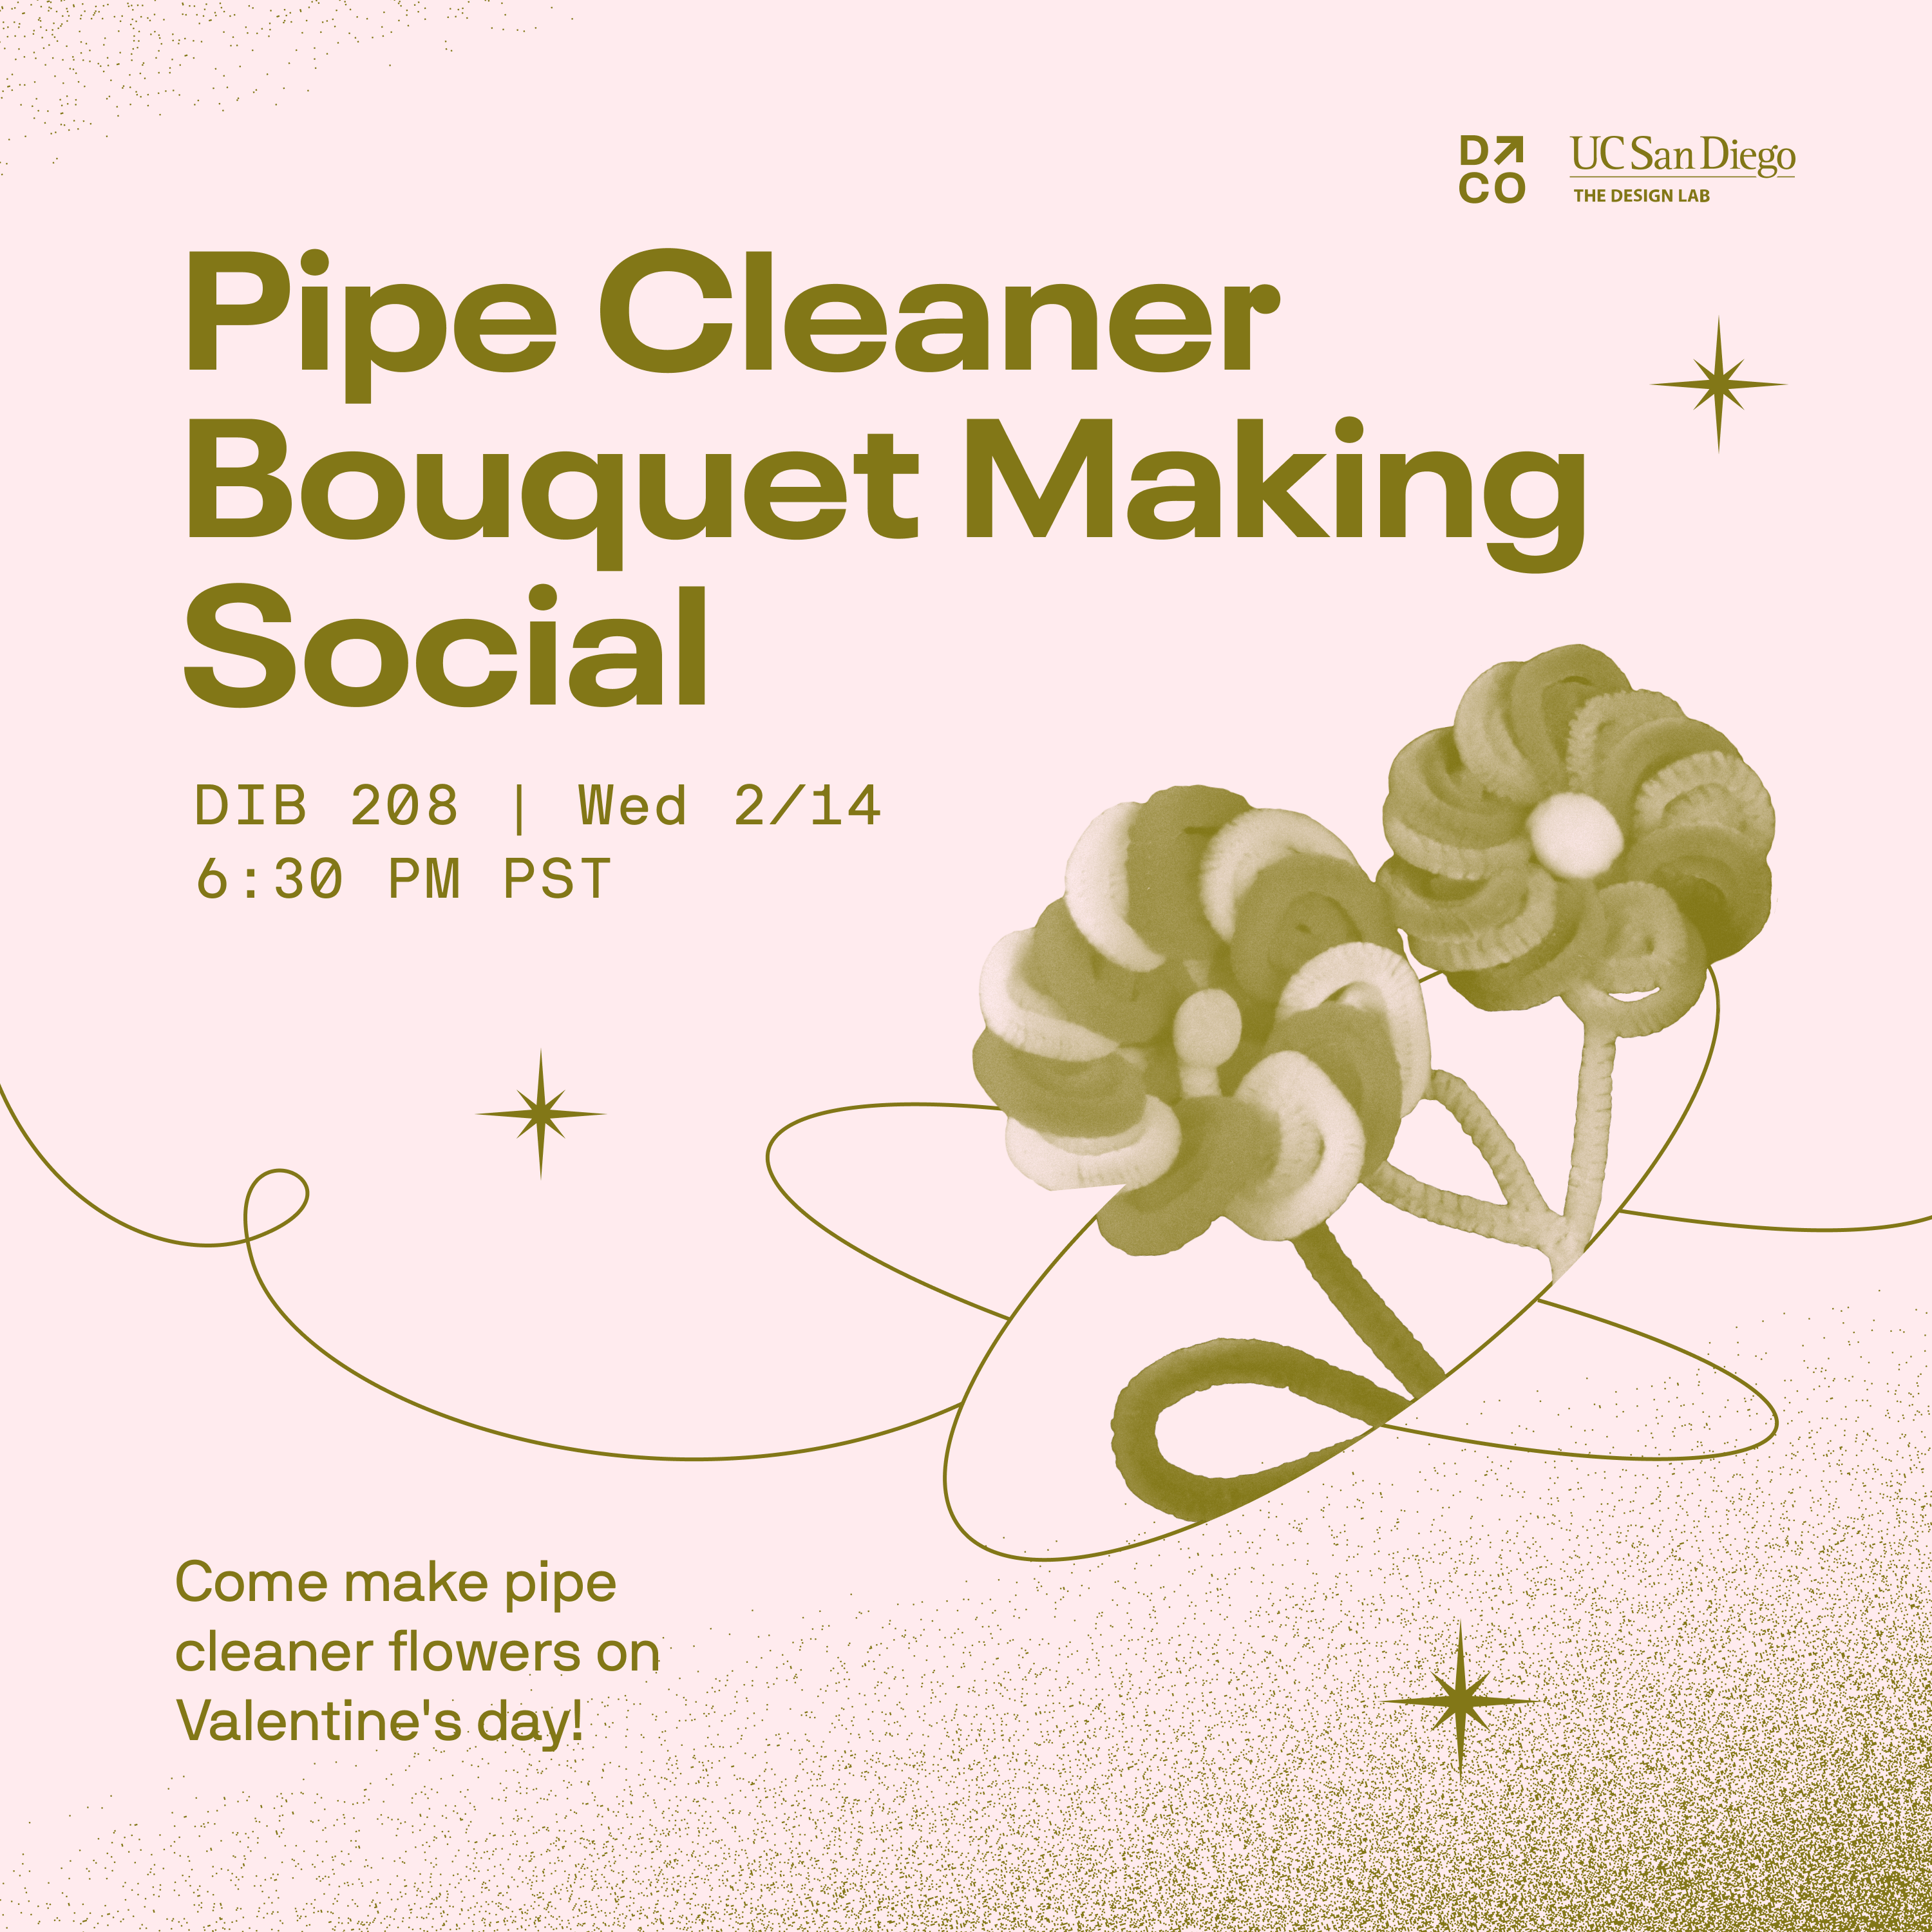 D↗
CO
UC San Diego
THE DESIGN LAB
Pipe Cleaner
Bouquet Making
Social
DIB 208 | Wed 2/14
6:30 PM PST
Come make pipe
cleaner flowers on
Valentine's day!